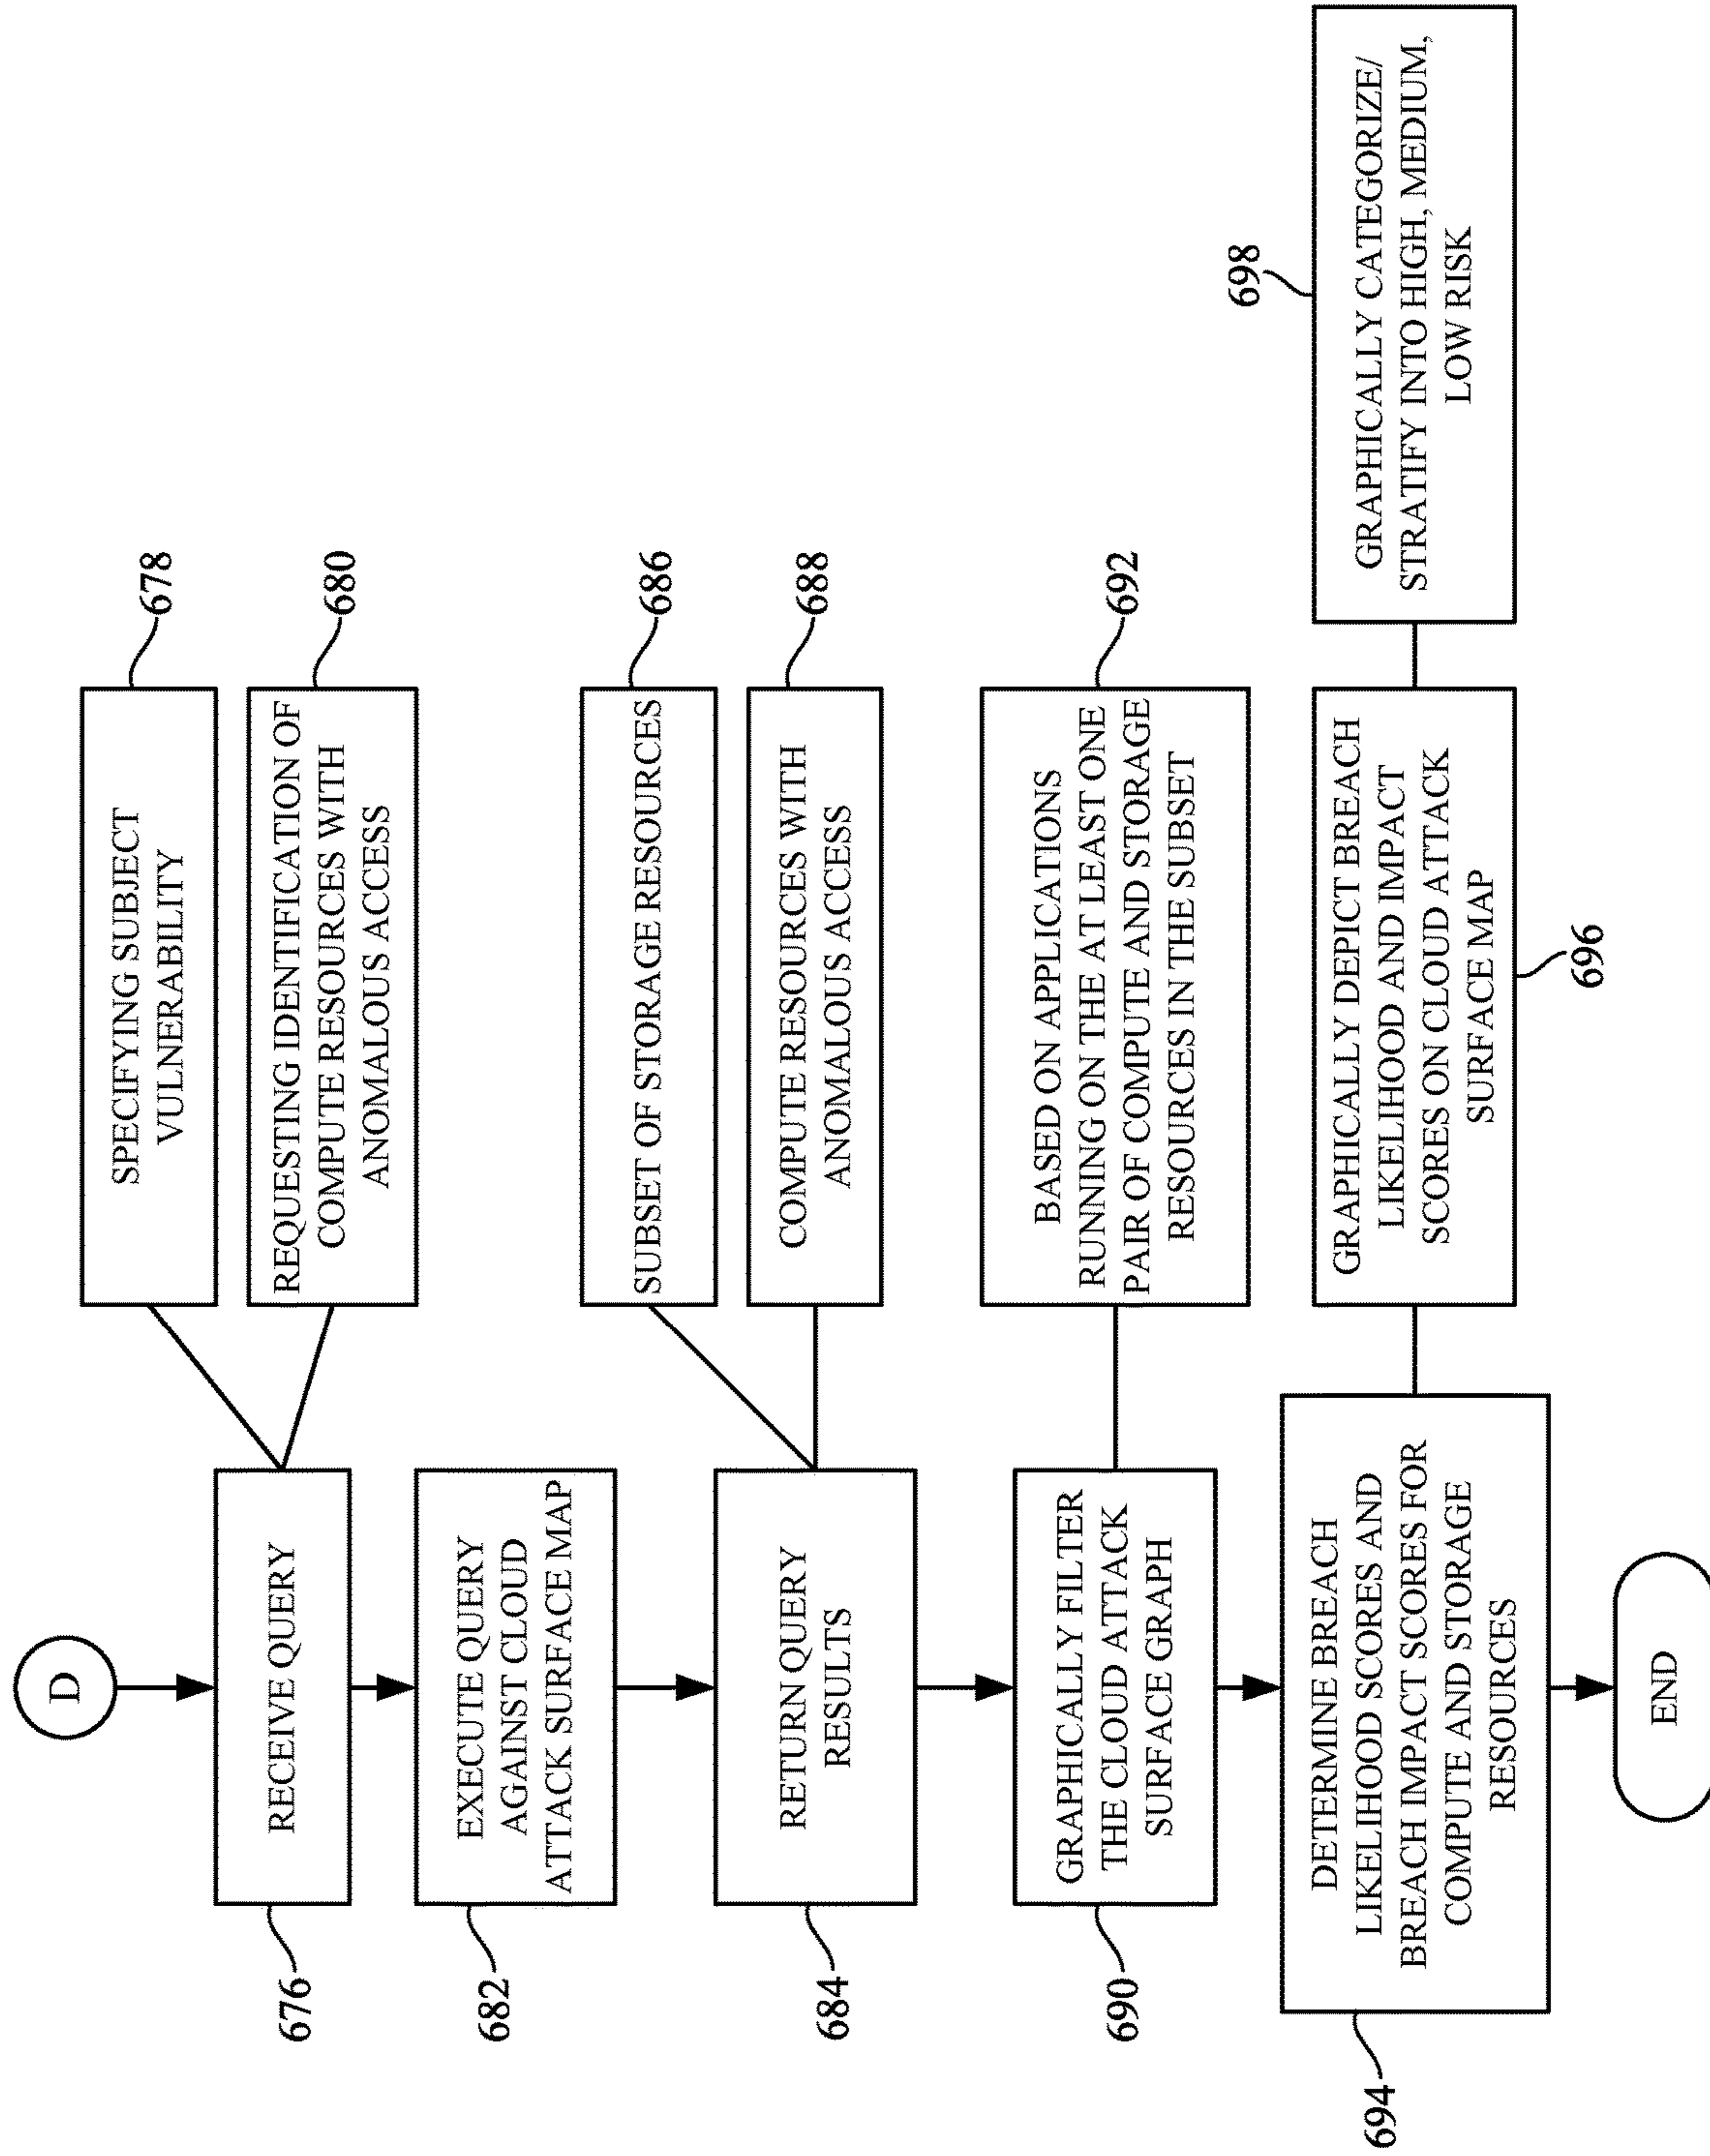 D
RECEIVE QUERY
676
SPECIFYING SUBJECT
VULNERABILITY
678
REQUESTING IDENTIFICATION OF
COMPUTE RESOURCES WITH
ANOMALOUS ACCESS
680
EXECUTE QUERY
AGAINST CLOUD
ATTACK SURFACE MAP
682
RETURN QUERY
RESULTS
684
SUBSET OF STORAGE RESOURCES
686
COMPUTE RESOURCES WITH
ANOMALOUS ACCESS
688
GRAPHICALLY FILTER
THE CLOUD ATTACK
SURFACE GRAPH
690
BASED ON APPLICATIONS
RUNNING ON THE AT LEAST ONE
PAIR OF COMPUTE AND STORAGE
RESOURCES IN THE SUBSET
692
DETERMINE BREACH
LIKELIHOOD SCORES AND
BREACH IMPACT SCORES FOR
COMPUTE AND STORAGE
RESOURCES
694
GRAPHICALLY DEPICT BREACH
LIKELIHOOD AND IMPACT
SCORES ON CLOUD ATTACK
SURFACE MAP
696
GRAPHICALLY CATEGORIZE/
STRATIFY INTO HIGH, MEDIUM,
LOW RISK
698
END